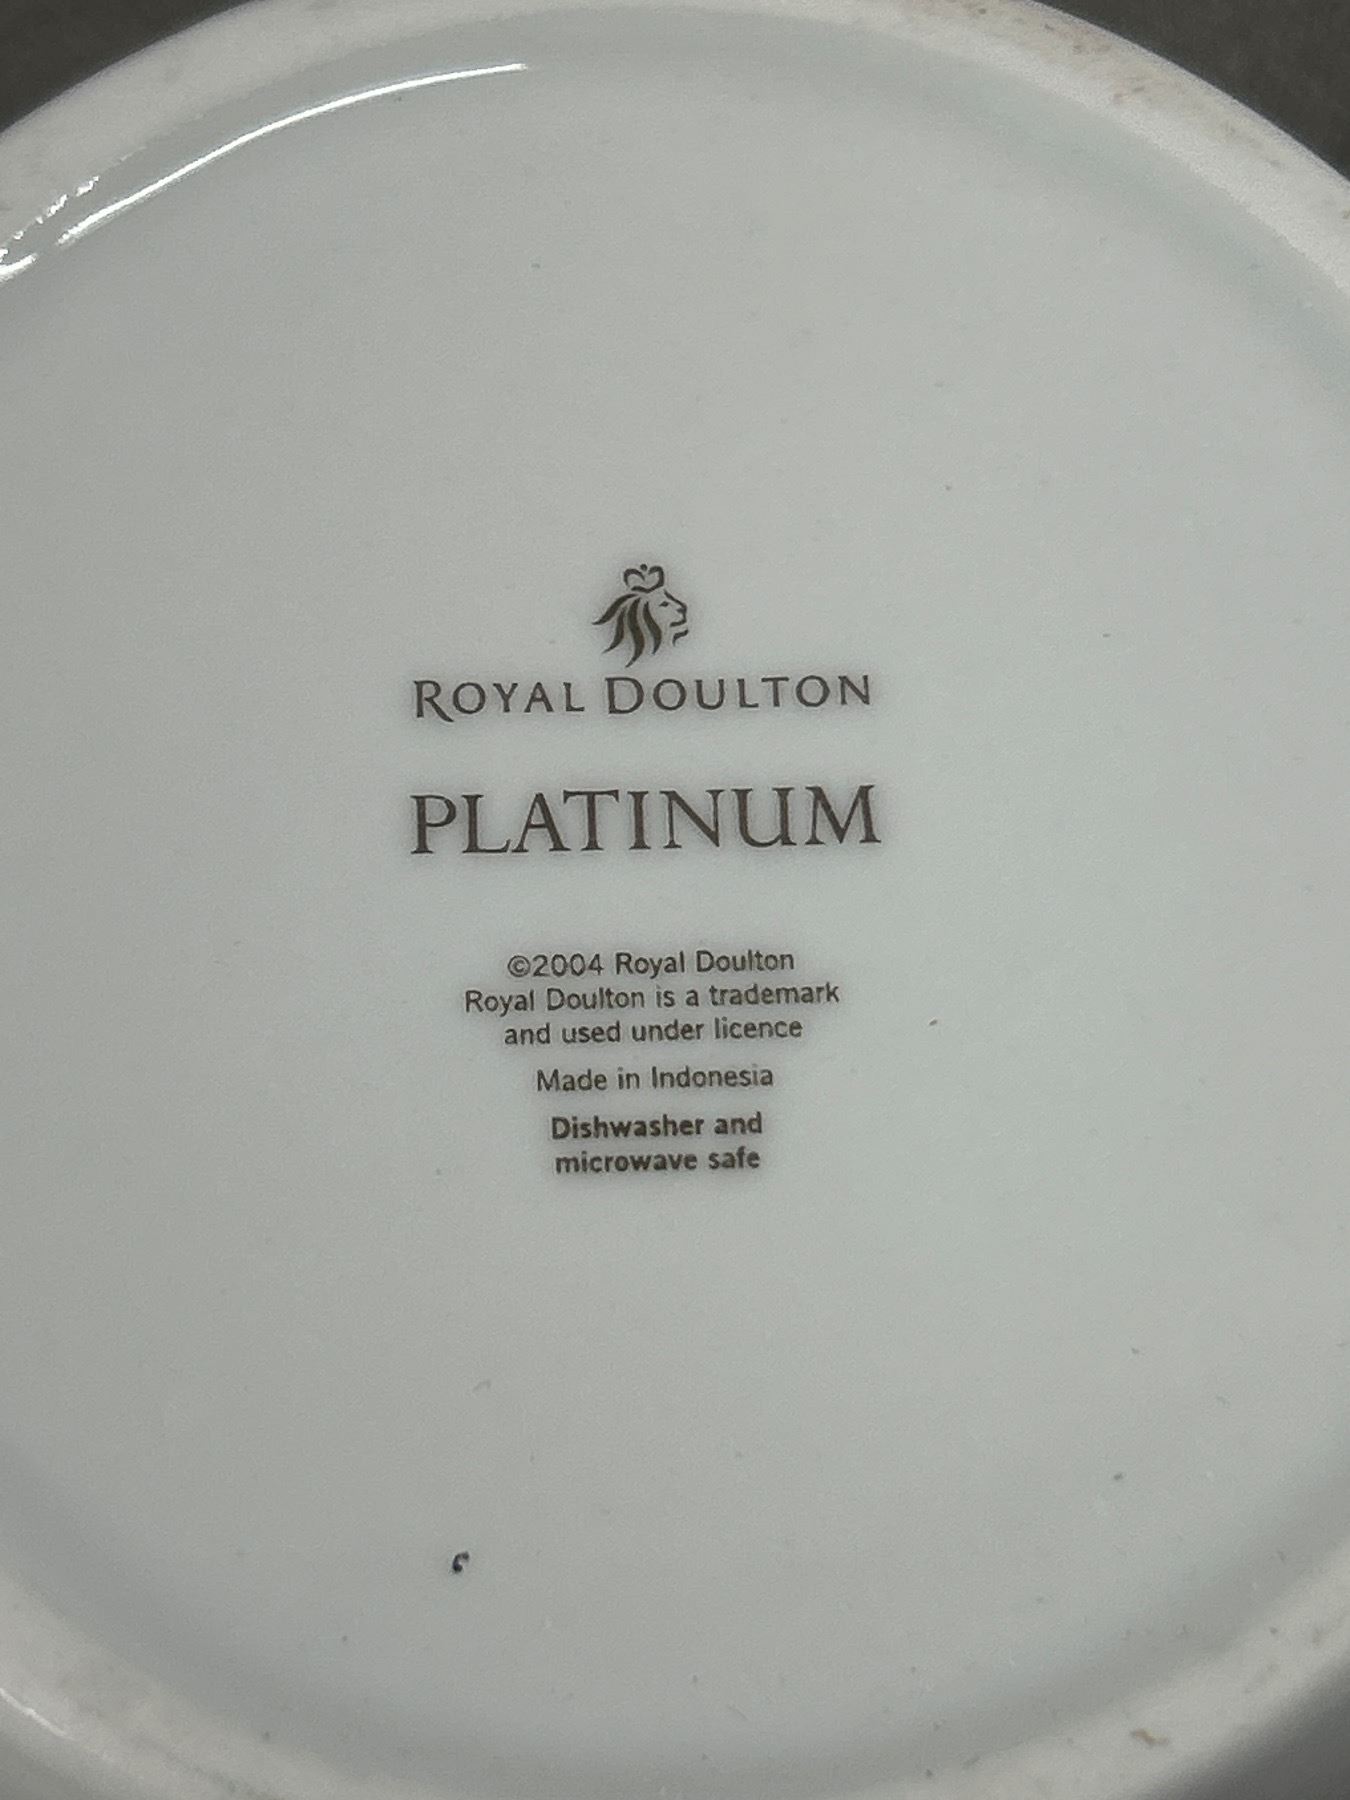 ROYAL DOULTON
PLATINUM
©2004 Royal Doulton
Royal Doulton is a trademark
and used under licence
Made in Indonesia
Dishwasher and
microwave safe